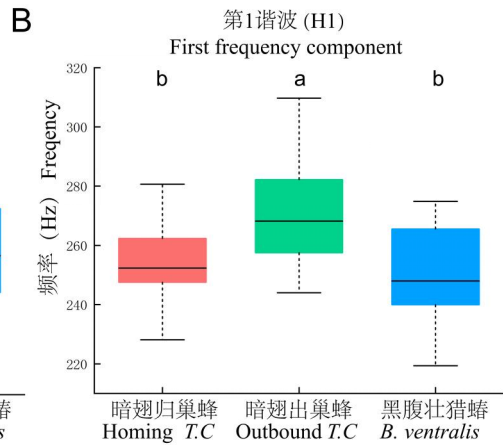 B
第1谐波 (H1)
First frequency component
频率（Hz）Freqency
320
300
280
260
240
220
b
a
b
暗翅归巢蜂
Homing T.C
暗翅出巢蜂
Outbound T.C
黑腹壮猎蝽
B. ventralis
蝽
s